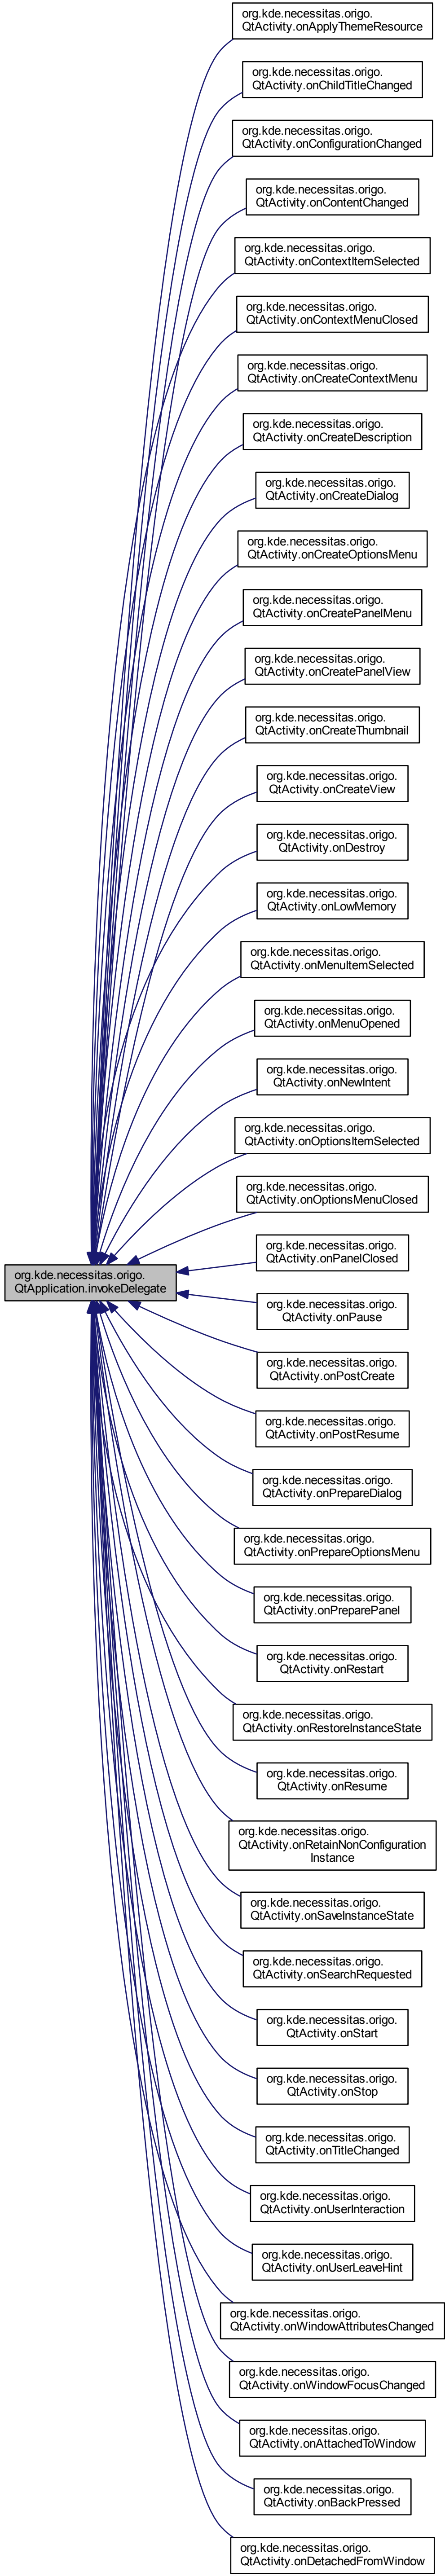 org.kde.necessitas.origo.
QtActivity.onApplyThemeResource
org.kde.necessitas.origo.
QtActivity.onChildTitleChanged
org.kde.necessitas.origo.
QtActivity.onConfigurationChanged
org.kde.necessitas.origo.
QtActivity.onContentChanged
org.kde.necessitas.origo.
QtActivity.onContextItemSelected
org.kde.necessitas.origo.
QtActivity.onContextMenuClosed
org.kde.necessitas.origo.
QtActivity.onCreateContextMenu
org.kde.necessitas.origo.
QtActivity.onCreateDescription
org.kde.necessitas.origo.
QtActivity.onCreateDialog
org.kde.necessitas.origo.
QtActivity.onCreateOptionsMenu
org.kde.necessitas.origo.
QtActivity.onCreatePanelMenu
org.kde.necessitas.origo.
QtActivity.onCreatePanelView
org.kde.necessitas.origo.
QtActivity.onCreateThumbnail
org.kde.necessitas.origo.
QtActivity.onCreateView
org.kde.necessitas.origo.
QtActivity.onDestroy
org.kde.necessitas.origo.
QtActivity.onLowMemory
org.kde.necessitas.origo.
QtActivity.onMenuItemSelected
org.kde.necessitas.origo.
QtActivity.onMenuOpened
org.kde.necessitas.origo.
QtActivity.onNewIntent
org.kde.necessitas.origo.
QtActivity.onOptionsItemSelected
org.kde.necessitas.origo.
QtActivity.onOptionsMenuClosed
org.kde.necessitas.origo.
QtActivity.onPanelClosed
org.kde.necessitas.origo.
QtApplication.invokeDelegate
org.kde.necessitas.origo.
QtActivity.onPause
org.kde.necessitas.origo.
QtActivity.onPostCreate
org.kde.necessitas.origo.
QtActivity.onPostResume
org.kde.necessitas.origo.
QtActivity.onPrepareDialog
org.kde.necessitas.origo.
QtActivity.onPrepareOptionsMenu
org.kde.necessitas.origo.
QtActivity.onPreparePanel
org.kde.necessitas.origo.
QtActivity.onRestart
org.kde.necessitas.origo.
QtActivity.onRestoreInstanceState
org.kde.necessitas.origo.
QtActivity.onResume
org.kde.necessitas.origo.
QtActivity.onRetainNonConfiguration
Instance
org.kde.necessitas.origo.
QtActivity.onSaveInstanceState
org.kde.necessitas.origo.
QtActivity.onSearchRequested
org.kde.necessitas.origo.
QtActivity.onStart
org.kde.necessitas.origo.
QtActivity.onStop
org.kde.necessitas.origo.
QtActivity.onTitleChanged
org.kde.necessitas.origo.
QtActivity.onUserInteraction
org.kde.necessitas.origo.
QtActivity.onUserLeaveHint
org.kde.necessitas.origo.
QtActivity.onWindowAttributesChanged
org.kde.necessitas.origo.
QtActivity.onWindowFocusChanged
org.kde.necessitas.origo.
QtActivity.onAttachedToWindow
org.kde.necessitas.origo.
QtActivity.onBackPressed
org.kde.necessitas.origo.
QtActivity.onDetachedFromWindow